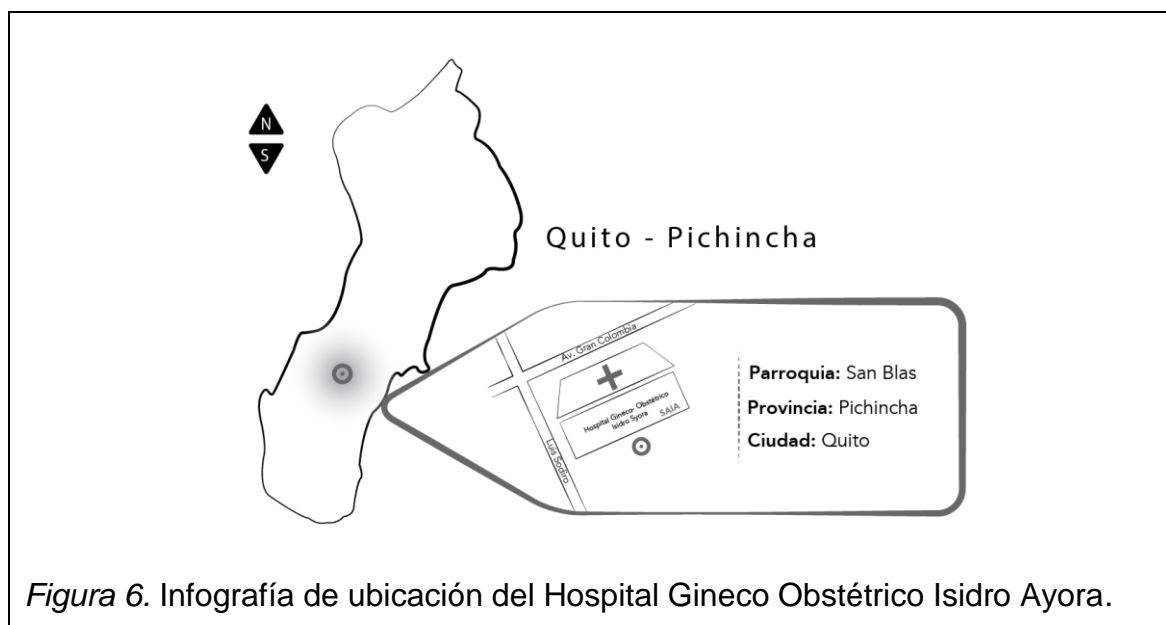 N
S
Quito - Pichincha
Av. Gran Colombia
Hospital Gineco- Obstétrico
Isidro Syora
SAIA
Luis Sodiro
Parroquia: San Blas
Provincia: Pichincha
Ciudad: Quito
Figura 6. Infografía de ubicación del Hospital Gineco Obstétrico Isidro Ayora.